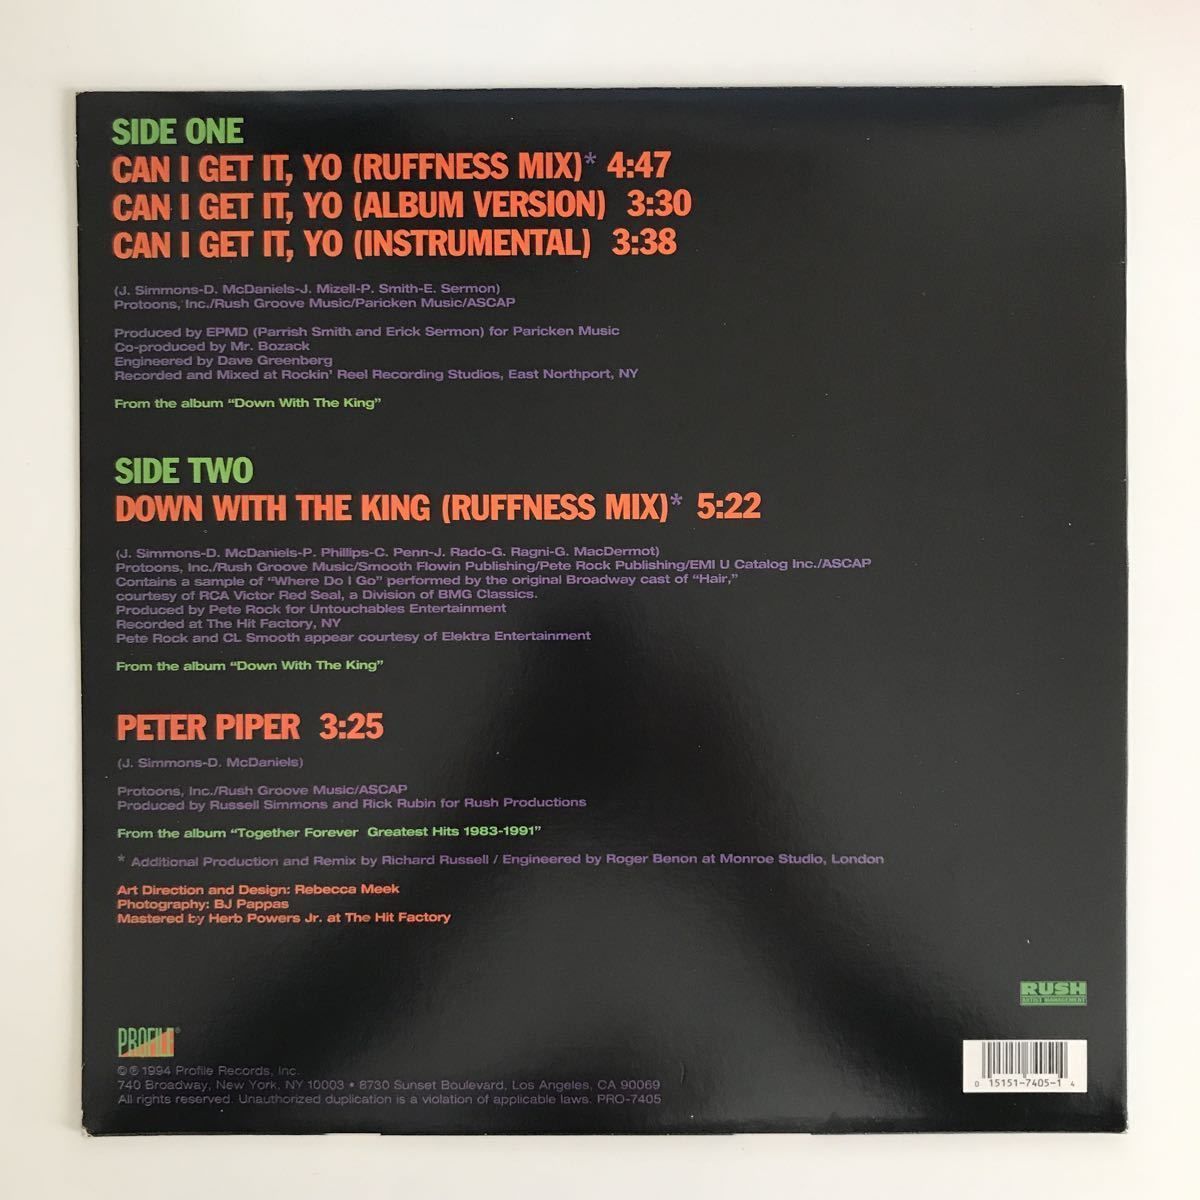 SIDE ONE
CAN I GET IT, YO (RUFFNESS MIX)* 4:47
CAN I GET IT, YO (ALBUM VERSION) 3:30
CAN I GET IT, YO (INSTRUMENTAL) 3:38
(J. Simmons-D. McDaniels-J. Mizell-P. Smith-E. Sermon)
Protoons, Inc./Rush Groove Music/Paricken Music/ASCAP
Produced by EPMD (Parrish Smith and Erick Sermon) for Paricken Music
Co-produced by Mr. Bozack
Engineered by Dave Greenberg
Recorded and Mixed at Rockin' Reel Recording Studios, East Northport, NY
From the album "Down With The King"
SIDE TWO
DOWN WITH THE KING (RUFFNESS MIX)* 5:22
(J. Simmons-D. McDaniels-P. Phillips-C. Penn-J. Rado-G. Ragni-G. MacDermot)
Protoons, Inc./Rush Groove Music/Smooth Flowin Publishing/Pete Rock Publishing/EMI U Catalog Inc./ASCAP
Contains a sample of "Where Do I Go" performed by the original Broadway cast of "Hair,"
courtesy of RCA Victor Red Seal, a Division of BMG Classics.
Produced by Pete Rock for Untouchables Entertainment
Recorded at The Hit Factory, NY
Pete Rock and CL Smooth appear courtesy of Elektra Entertainment
From the album "Down With The King"
PETER PIPER 3:25
(J. Simmons-D. McDaniels)
Protoons, Inc./Rush Groove Music/ASCAP
Produced by Russell Simmons and Rick Rubin for Rush Productions
From the album "Together Forever Greatest Hits 1983-1991"
* Additional Production and Remix by Richard Russell / Engineered by Roger Benon at Monroe Studio, London
Art Direction and Design: Rebecca Meek
Photography: BJ Pappas
Mastered by Herb Powers Jr. at The Hit Factory
RUSH
ARTIST MANAGEMENT
PROFILE®
©℗ 1994 Profile Records, Inc.
740 Broadway, New York, NY 10003 • 8730 Sunset Boulevard, Los Angeles, CA 90069
All rights reserved. Unauthorized duplication is a violation of applicable laws. PRO-7405
0 15151-7405-1 4